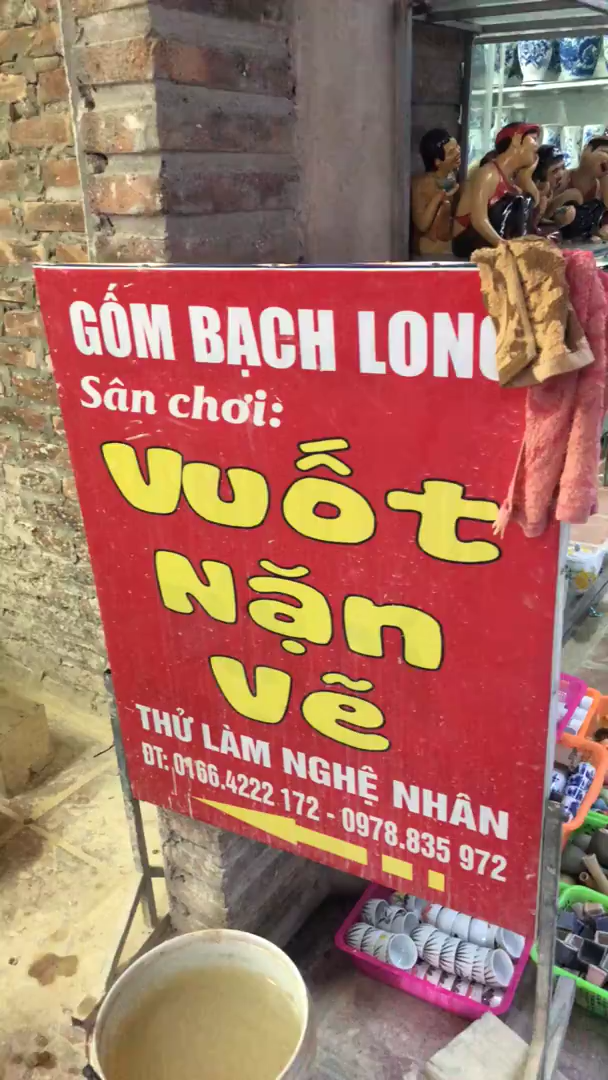 GỐM BẠCH LONG
Sân chơi:
Vuốt
Nặn
Vẽ
THỬ LÀM NGHỆ NHÂN
ĐT: 0166.4222 172 - 0978.835 972